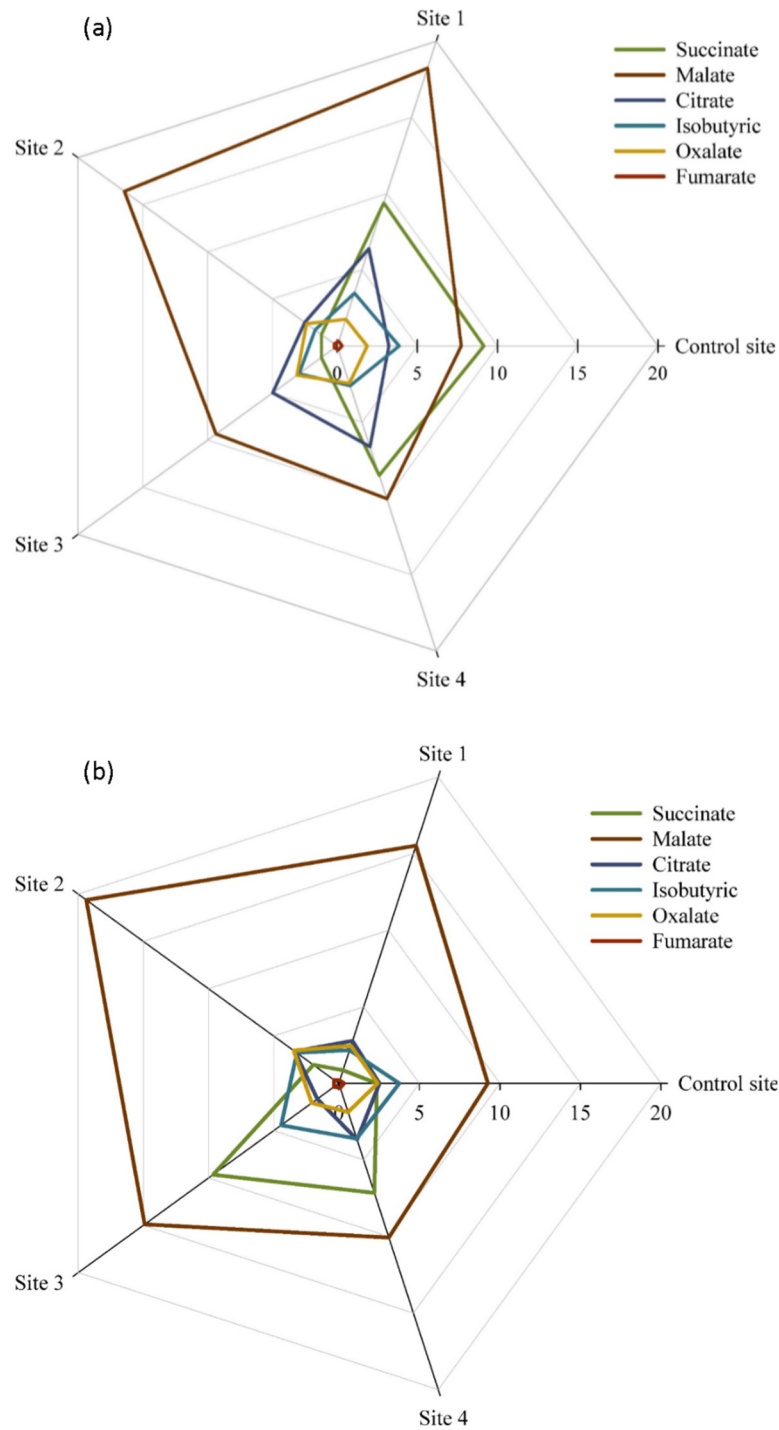 (a)
Site 1
Succinate
Malate
Citrate
Isobutyric
Oxalate
Fumarate
Site 2
Control site
0 5 10 15 20
Site 3
Site 4
(b)
Site 1
Succinate
Malate
Citrate
Isobutyric
Oxalate
Fumarate
Site 2
Control site
0 5 10 15 20
Site 3
Site 4